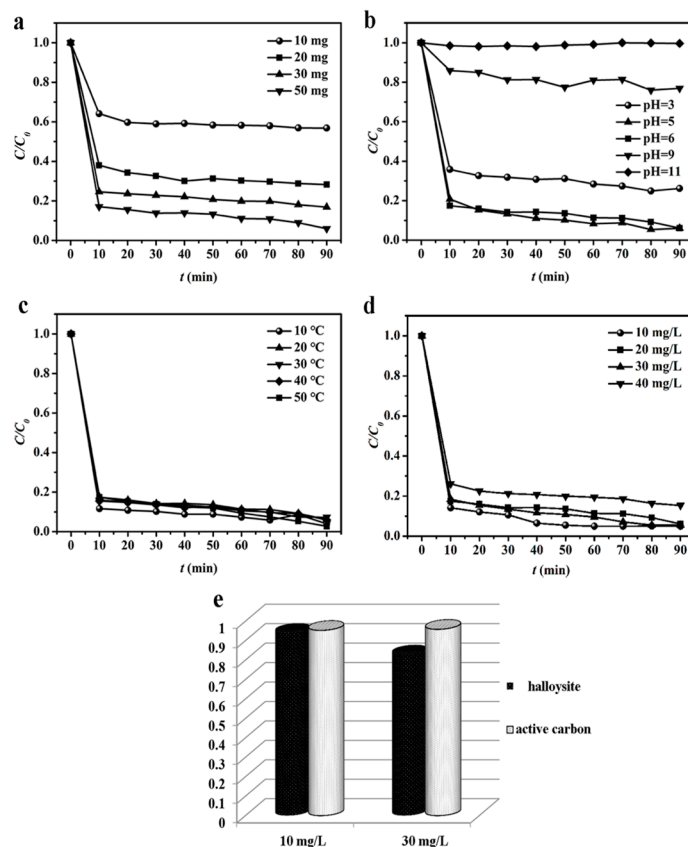 a
1.0
0.8
0.6
0.4
0.2
0.0
C/C0
0 10 20 30 40 50 60 70 80 90
t (min)
10 mg
20 mg
30 mg
50 mg
b
1.0
0.8
0.6
0.4
0.2
0.0
C/C0
0 10 20 30 40 50 60 70 80 90
t (min)
pH=3
pH=5
pH=6
pH=9
pH=11
c
1.0
0.8
0.6
0.4
0.2
0.0
C/C0
0 10 20 30 40 50 60 70 80 90
t (min)
10 °C
20 °C
30 °C
40 °C
50 °C
d
1.0
0.8
0.6
0.4
0.2
0.0
C/C0
0 10 20 30 40 50 60 70 80 90
t (min)
10 mg/L
20 mg/L
30 mg/L
40 mg/L
e
1
0.9
0.8
0.7
0.6
0.5
0.4
0.3
0.2
0.1
0
10 mg/L 30 mg/L
halloysite
active carbon